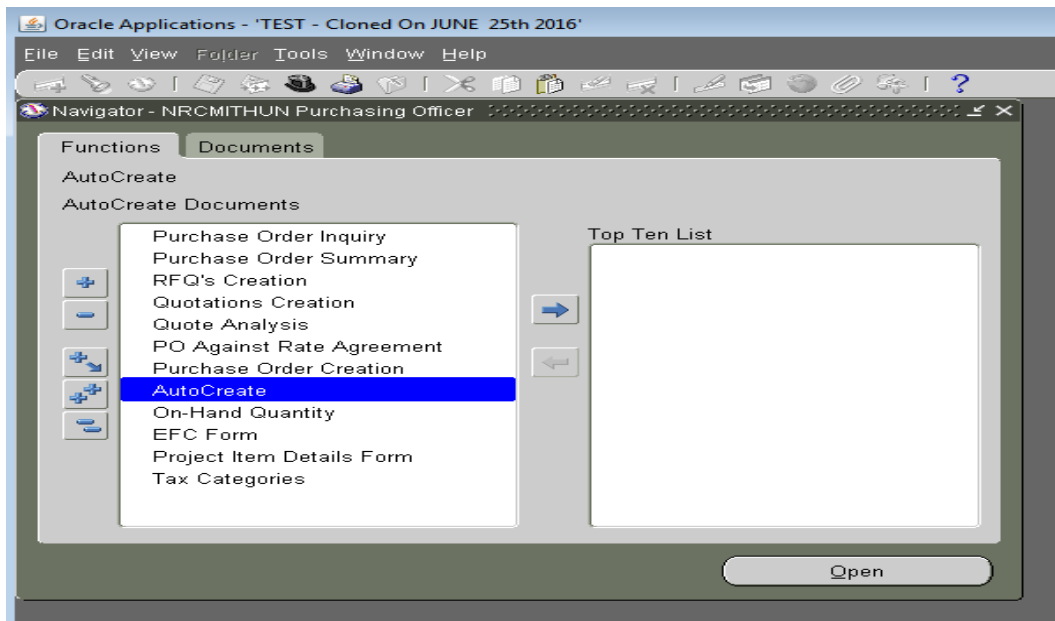 Oracle Applications - 'TEST - Cloned On JUNE 25th 2016'
File Edit View Folder Tools Window Help
Navigator - NRCMITHUN Purchasing Officer
Functions Documents
AutoCreate
AutoCreate Documents
Top Ten List
Purchase Order Inquiry
Purchase Order Summary
RFQ's Creation
Quotations Creation
Quote Analysis
PO Against Rate Agreement
Purchase Order Creation
AutoCreate
On-Hand Quantity
EFC Form
Project Item Details Form
Tax Categories
Open